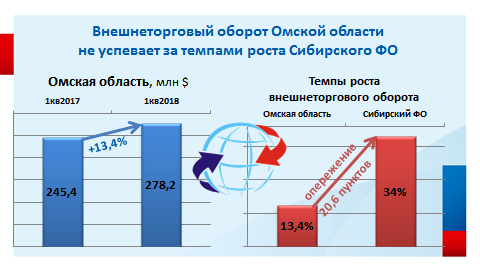 Внешнеторговый оборот Омской области
не успевает за темпами роста Сибирского ФО
Омская область, млн $
1кв2017
1кв2018
+13,4%
245,4
278,2
Темпы роста
внешнеторгового оборота
Омская область
Сибирский ФО
опережение
20,6 пунктов
13,4%
34%